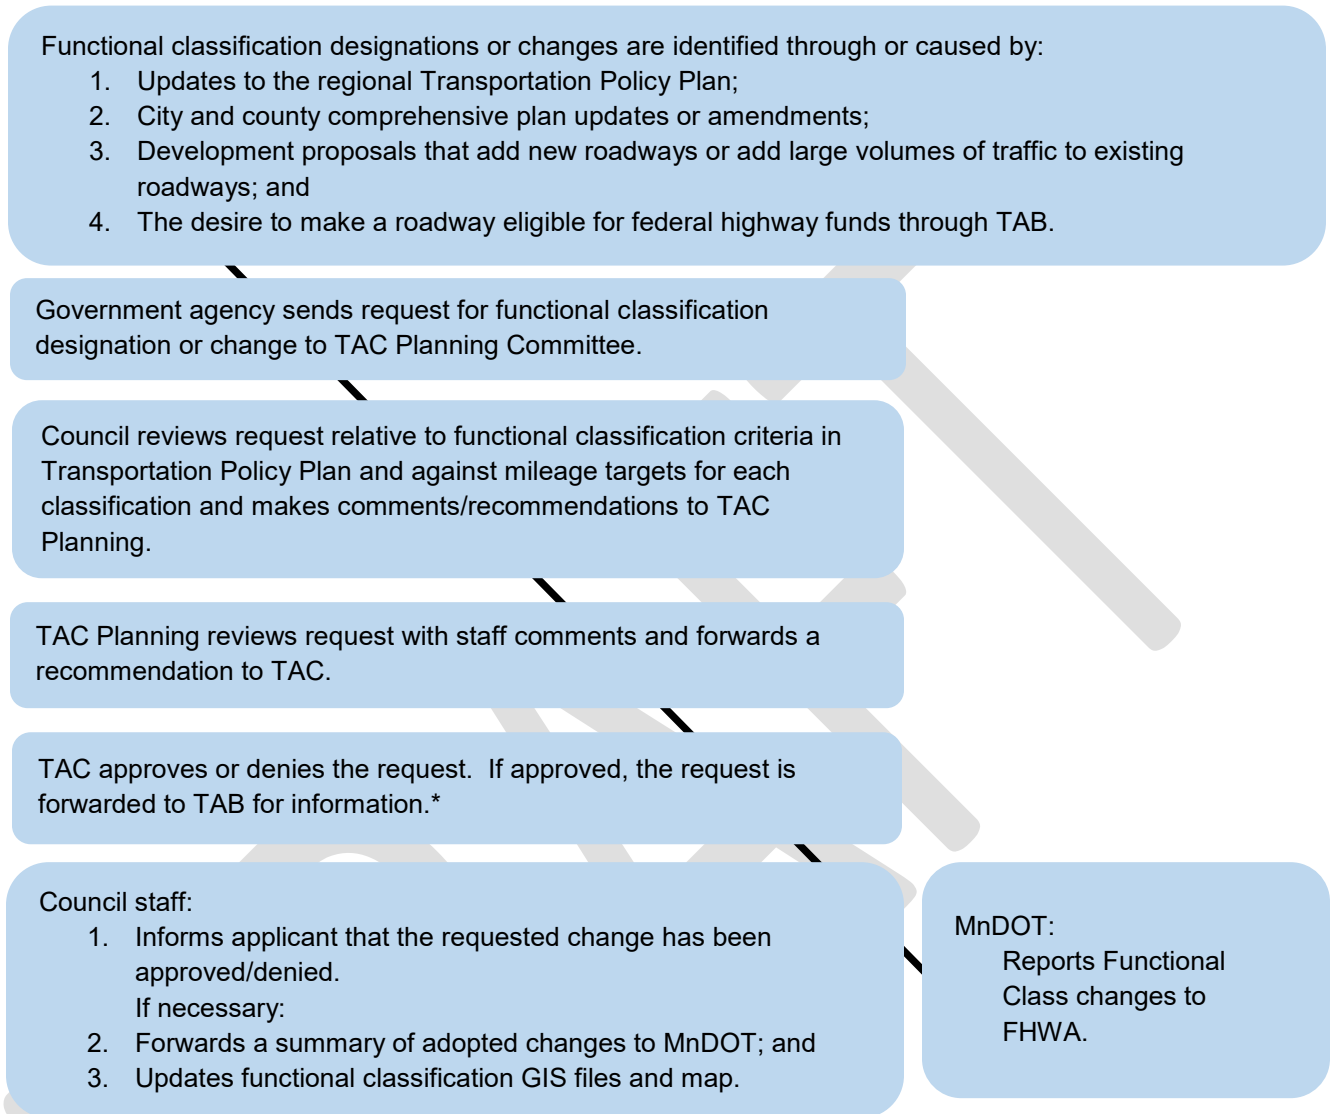 Functional classification designations or changes are identified through or caused by:
1. Updates to the regional Transportation Policy Plan;
2. City and county comprehensive plan updates or amendments;
3. Development proposals that add new roadways or add large volumes of traffic to existing
roadways; and
4. The desire to make a roadway eligible for federal highway funds through TAB.
Government agency sends request for functional classification
designation or change to TAC Planning Committee.
Council reviews request relative to functional classification criteria in
Transportation Policy Plan and against mileage targets for each
classification and makes comments/recommendations to TAC
Planning.
TAC Planning reviews request with staff comments and forwards a
recommendation to TAC.
TAC approves or denies the request. If approved, the request is
forwarded to TAB for information.*
Council staff:
1. Informs applicant that the requested change has been
approved/denied.
If necessary:
2. Forwards a summary of adopted changes to MnDOT; and
3. Updates functional classification GIS files and map.
MnDOT:
Reports Functional
Class changes to
FHWA.